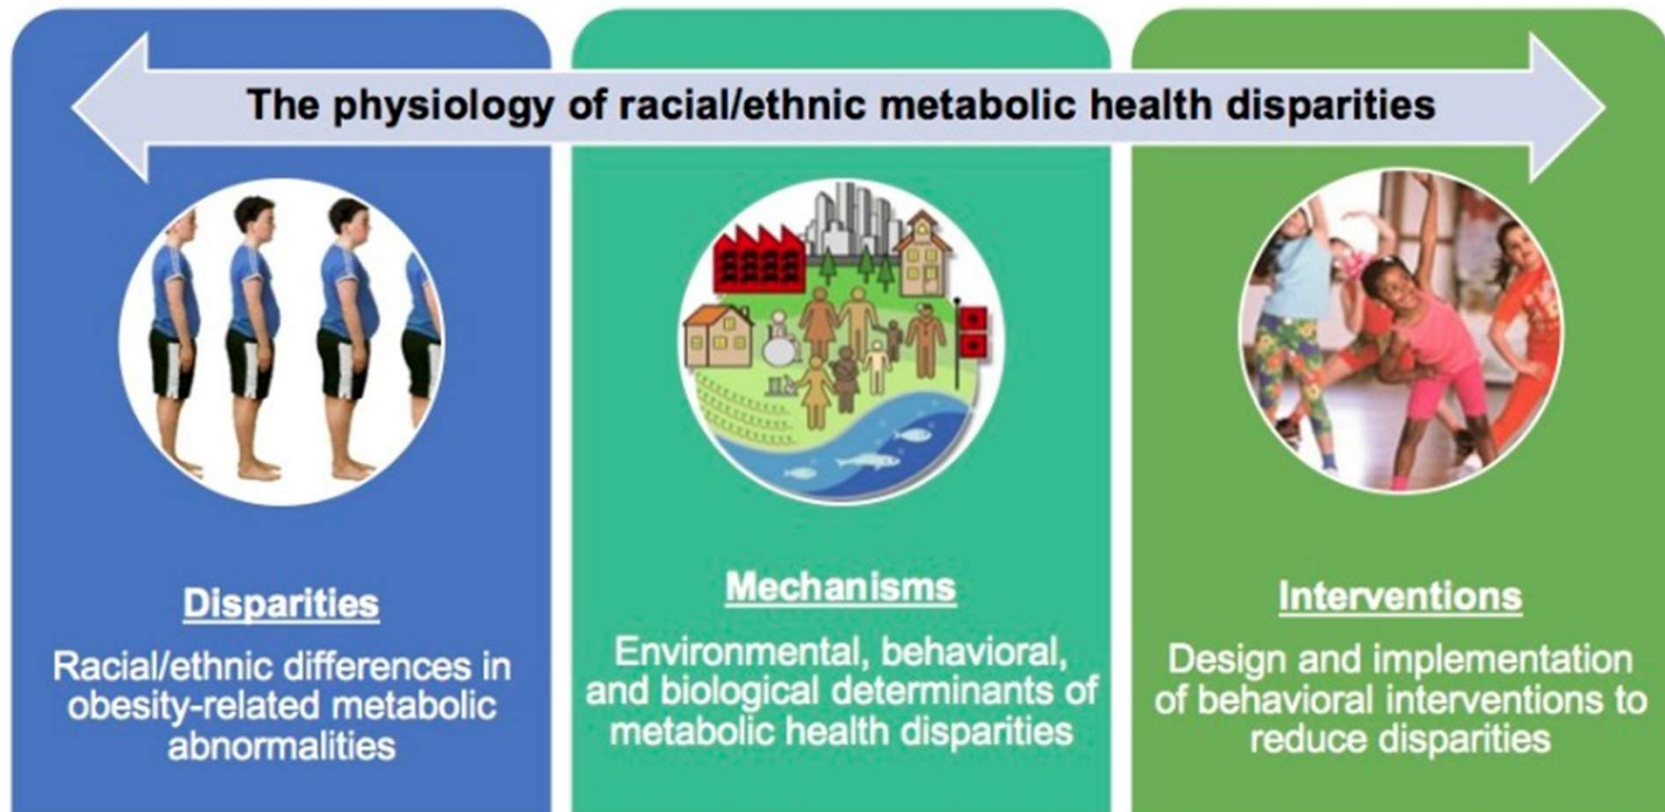 The physiology of racial/ethnic metabolic health disparities
Disparities
Racial/ethnic differences in
obesity-related metabolic
abnormalities
Mechanisms
Environmental, behavioral,
and biological determinants of
metabolic health disparities
Interventions
Design and implementation
of behavioral interventions to
reduce disparities